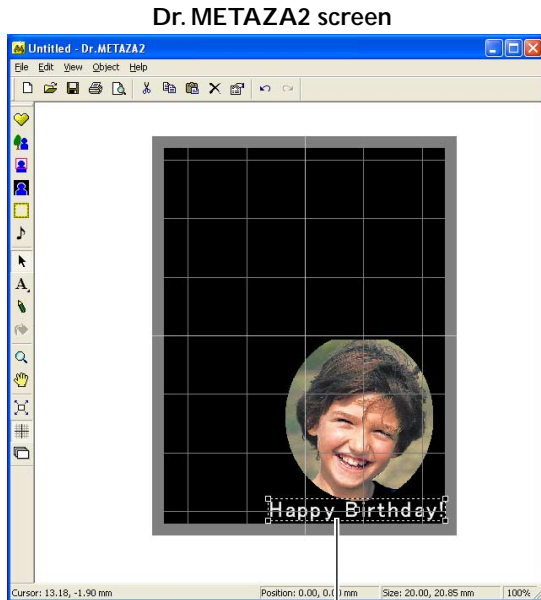 Dr. METAZA2 screen
Untitled - Dr.METAZA2
File Edit View Object Help
A
Happy Birthday!
Cursor: 13.18, -1.90 mm Position: 0.00, 0.00 mm Size: 20.00, 20.85 mm 100%